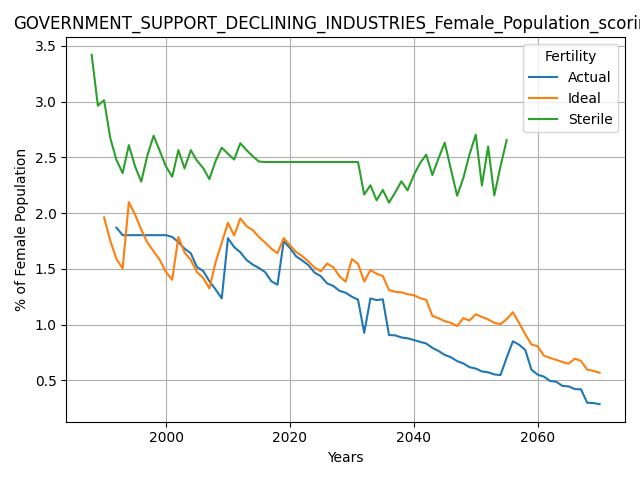 GOVERNMENT_SUPPORT_DECLINING_INDUSTRIES_Female_Population_scorin
3.5
3.0
2.5
2.0
1.5
1.0
0.5
% of Female Population
Fertility
Actual
Ideal
Sterile
2000 2020 2040 2060
Years